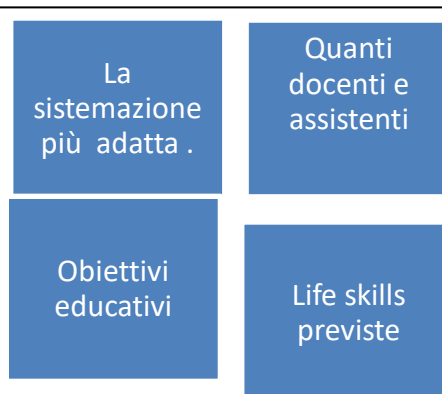 La
sistemazione
più adatta .
Quanti
docenti e
assistenti
Obiettivi
educativi
Life skills
previste